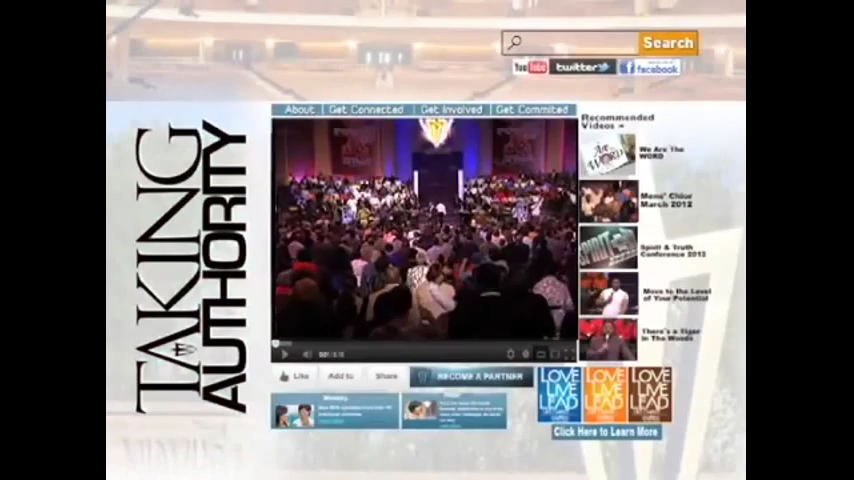 Search
You Tube twitter facebook
TAKING
AUTHORITY
About | Get Connected | Get Involved | Get Commited
Recommended
Videos
We Are The
WORD
Mens' Choir
March 2012
Spirit & Truth
Conference 2012
Move to the Level
of Your Potential
There's a Tiger
In The Woods
Like Add to Share BECOME A PARTNER
LOVE LOVE LOVE
LIVE LIVE LIVE
LEAD LEAD LEAD
Click Here to Learn More